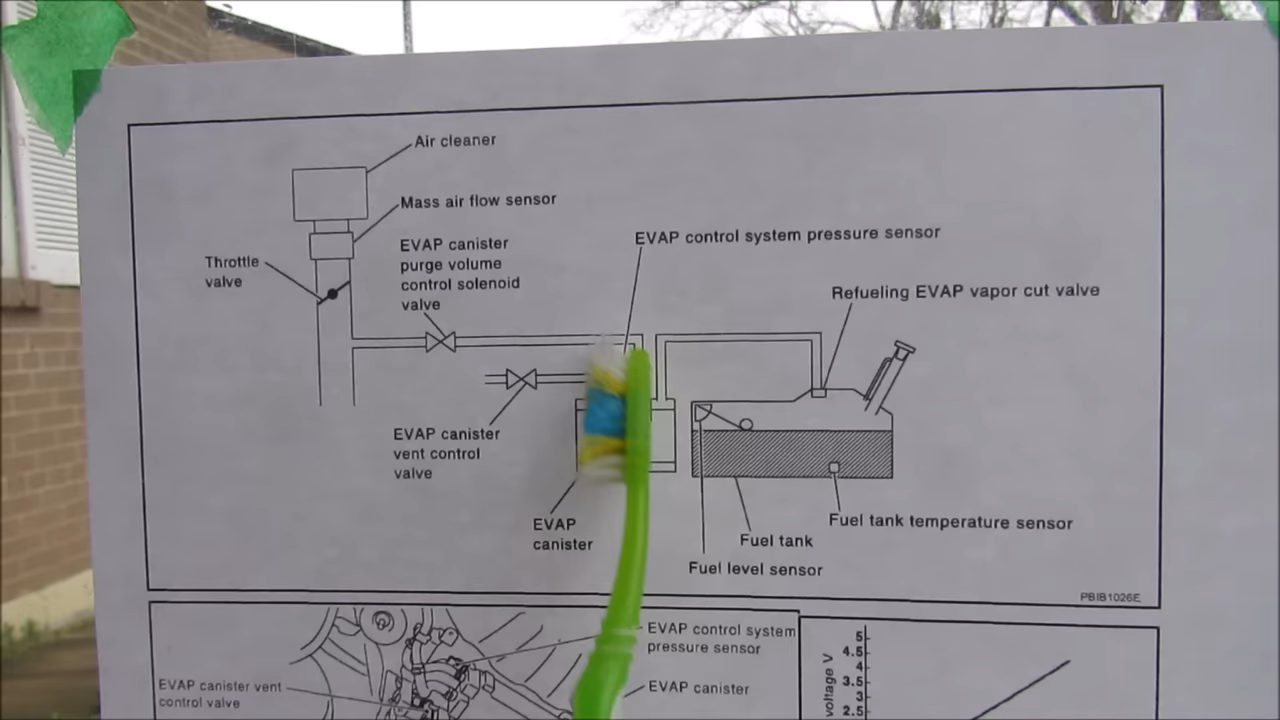 Air cleaner
Mass air flow sensor
EVAP canister
purge volume
control solenoid
valve
EVAP control system pressure sensor
Throttle
valve
Refueling EVAP vapor cut valve
EVAP canister
vent control
valve
EVAP
canister
Fuel tank temperature sensor
Fuel tank
Fuel level sensor
PBIB1026E
EVAP control system
pressure sensor
EVAP canister vent
control valve
EVAP canister
voltage V
5
4.5
4
3.5
3
2.5